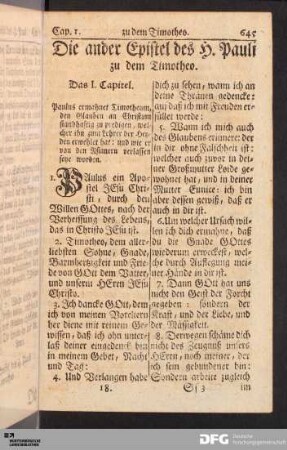 Cap. 1.
zu dem Timotheo.
645
Die ander Epistel des H. Pauli
zu dem Timotheo.
Das I. Capitel.
Paulus ermahnet Timotheum,
den Glauben an Christum
standhafftig zu predigen, wel-
cher ihn zum Lehrer der Hey-
den erwehlet hat: und wie er
von den Asianern verlassen
seye worden.
1. PAulus ein Apo-
stel JEsu Chri-
sti, durch den
Willen GOttes, nach der
Verheissung des Lebens,
das in Christo JEsu ist.
2. Timotheo, dem aller-
liebsten Sohne, Gnade,
Barmhertzigkeit und Friede
von GOtt dem Vatter,
und unserm HErrn JEsu
Christo.
3. Ich dancke GOtt, dem
ich von meinen Voreltern
her diene mit reinem Ge-
wissen, daß ich ohn unter-
laß deiner eingedenck bin
in meinem Gebet, Nacht
und Tag:
4. Und Verlangen habe
18.
dich zu sehen, wann ich an
deine Thränen gedencke:
auf daß ich mit Freuden er-
füllet werde:
5. Wann ich mich auch
des Glaubens erinnere der
in dir ohne Falschheit ist:
welcher auch zuvor in dei-
ner Großmutter Loide ge-
wohnet hat, und in deiner
Mutter Eunice: ich bin
aber dessen gewiß, daß er
auch in dir ist.
6. Um welcher Ursach wil-
len ich dich ermahne, daß
du die Gnade GOttes
wiederum erweckest, wel-
che durch Auflegung mei-
ner Hände in dir ist.
7. Dann GOtt hat uns
nicht den Geist der Forcht
gegeben: sondern der
Kraft, und der Liebe, und
der Mässigkeit.
8. Derwegen schäme dich
nicht des Zeugnuß unsers
HErrn, noch meiner, der
ich sein gebundener bin:
Sondern arbeite zugleich
Ss 3
im
DFG
Deutsche
Forschungsgemeinschaft